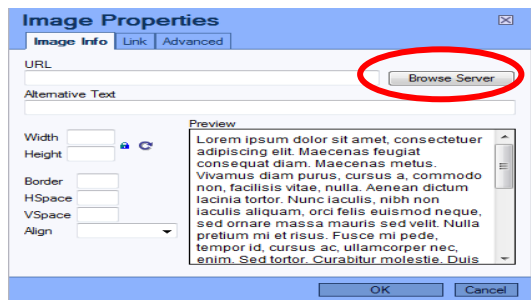 Image Properties
Image Info Link Advanced
URL
Browse Server
Alternative Text
Preview
Width
Height
Border
HSpace
VSpace
Align
Lorem ipsum dolor sit amet, consectetuer
adipiscing elit. Maecenas feugiat
consequat diam. Maecenas metus.
Vivamus diam purus, cursus a, commodo
non, facilisis vitae, nulla. Aenean dictum
lacinia tortor. Nunc iaculis, nibh non
iaculis aliquam, orci felis euismod neque,
sed ornare massa mauris sed velit. Nulla
pretium mi et risus. Fusce mi pede,
tempor id, cursus ac, ullamcorper nec,
enim. Sed tortor. Curabitur molestie. Duis
OK Cancel